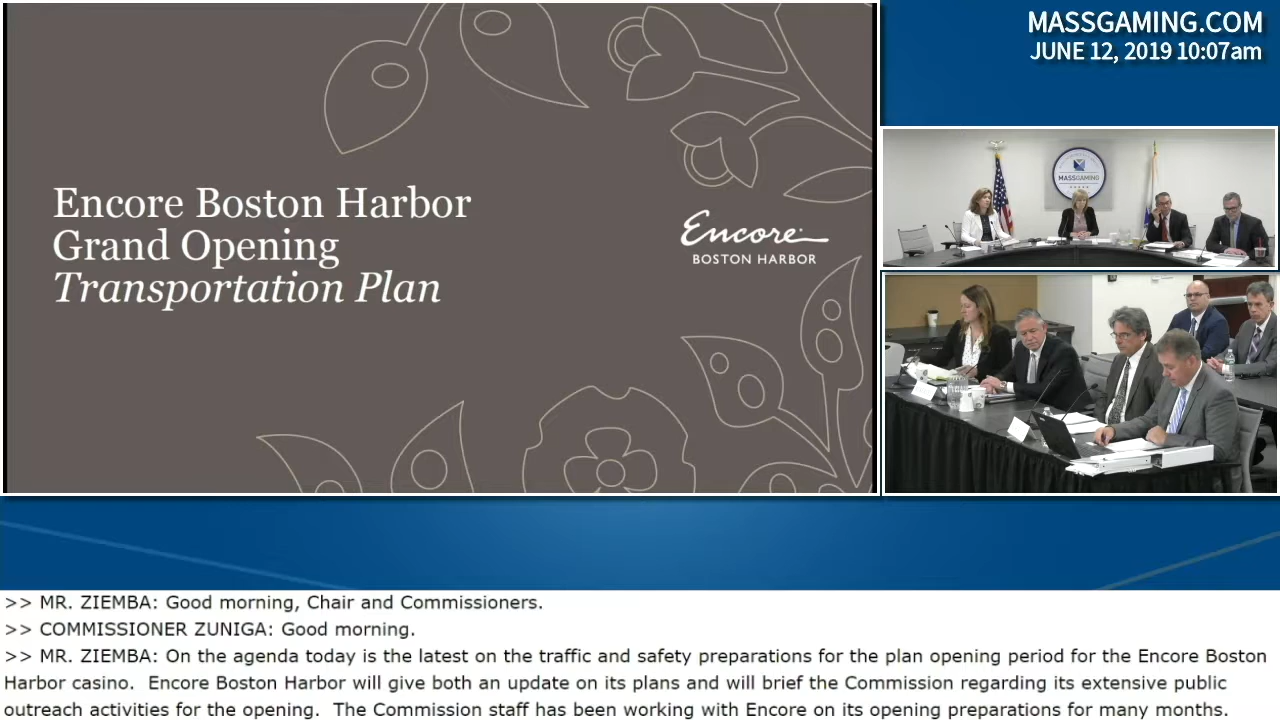 MASSGAMING.COM
JUNE 12, 2019 10:07am
Encore Boston Harbor
Grand Opening
Transportation Plan
Encore
BOSTON HARBOR
MASSGAMING
>> MR. ZIEMBA: Good morning, Chair and Commissioners.
>> COMMISSIONER ZUNIGA: Good morning.
>> MR. ZIEMBA: On the agenda today is the latest on the traffic and safety preparations for the plan opening period for the Encore Boston
Harbor casino.  Encore Boston Harbor will give both an update on its plans and will brief the Commission regarding its extensive public
outreach activities for the opening.  The Commission staff has been working with Encore on its opening preparations for many months.